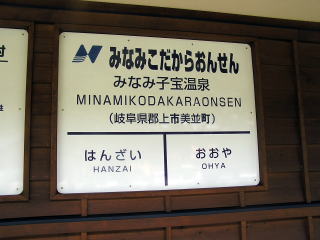 みなみこだからおんせん
みなみ子宝温泉
MINAMIKODAKARAONSEN
(岐阜県郡上市美並町)
はんざい
HANZAI
おおや
OHYA
村